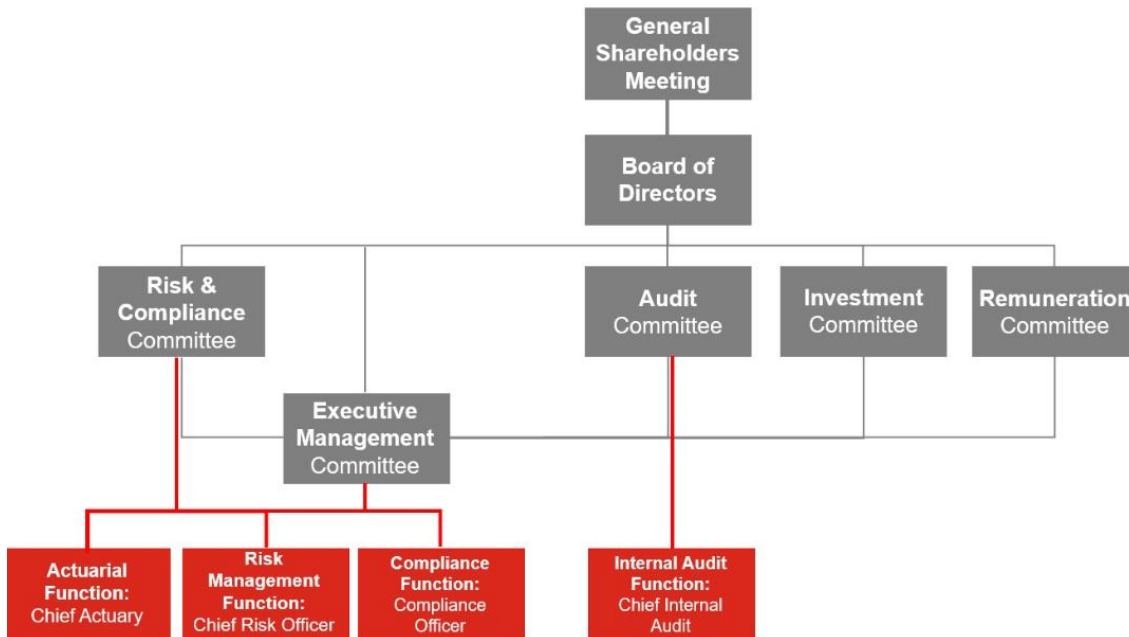 General
Shareholders
Meeting
Board of
Directors
Risk &
Compliance
Committee
Audit
Committee
Investment
Committee
Remuneration
Committee
Executive
Management
Committee
Actuarial
Function:
Chief Actuary
Risk
Management
Function:
Chief Risk Officer
Compliance
Function:
Compliance
Officer
Internal Audit
Function:
Chief Internal
Audit